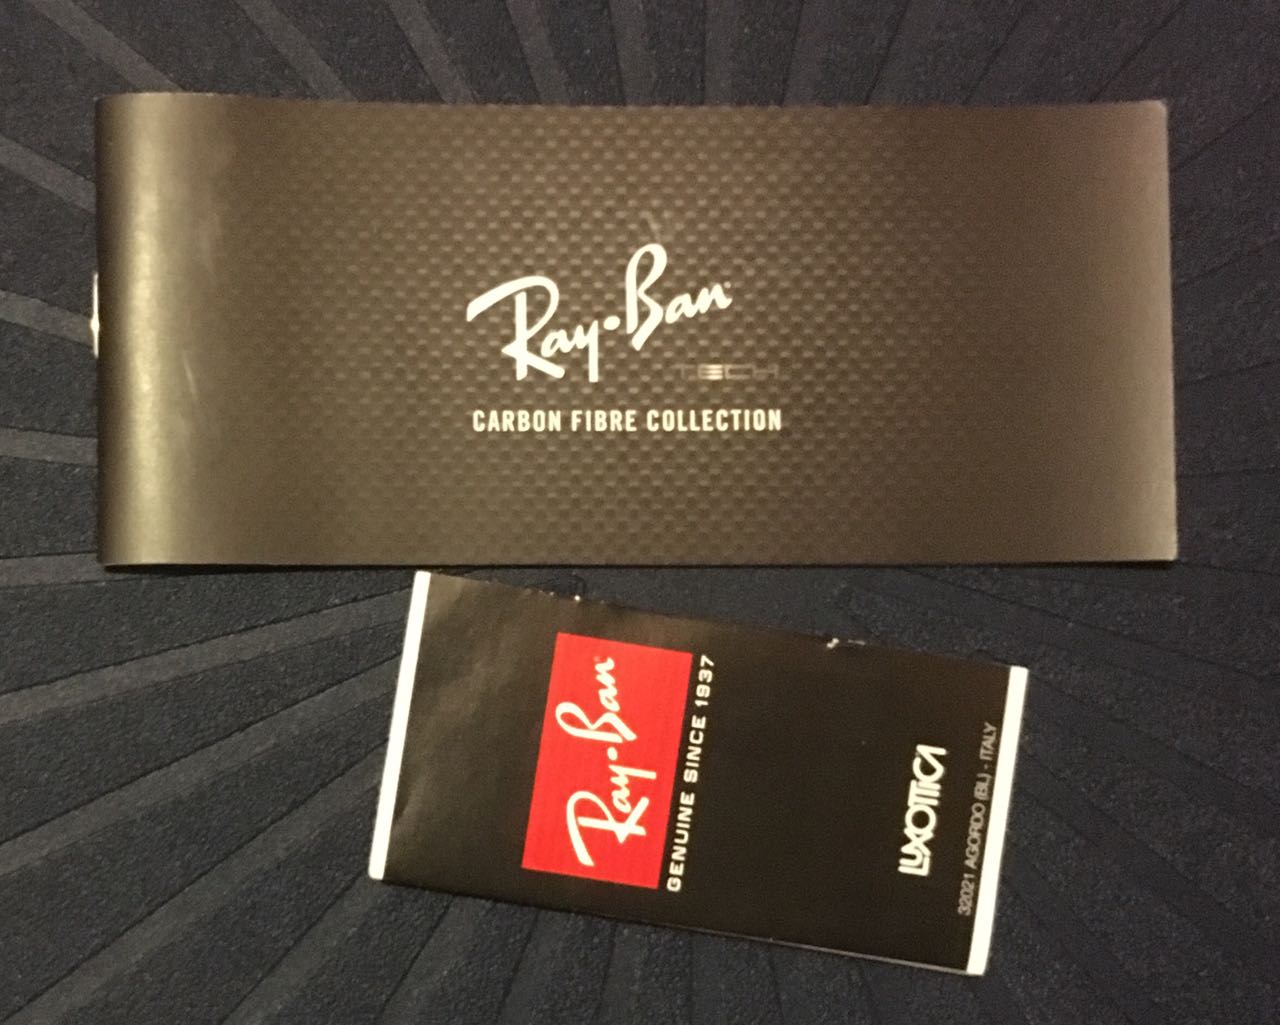 Ray•Ban
TECH
CARBON FIBRE COLLECTION
Ray•Ban
GENUINE SINCE 1937
LUXOTTICA
32021 AGORDO (BL) - ITALY